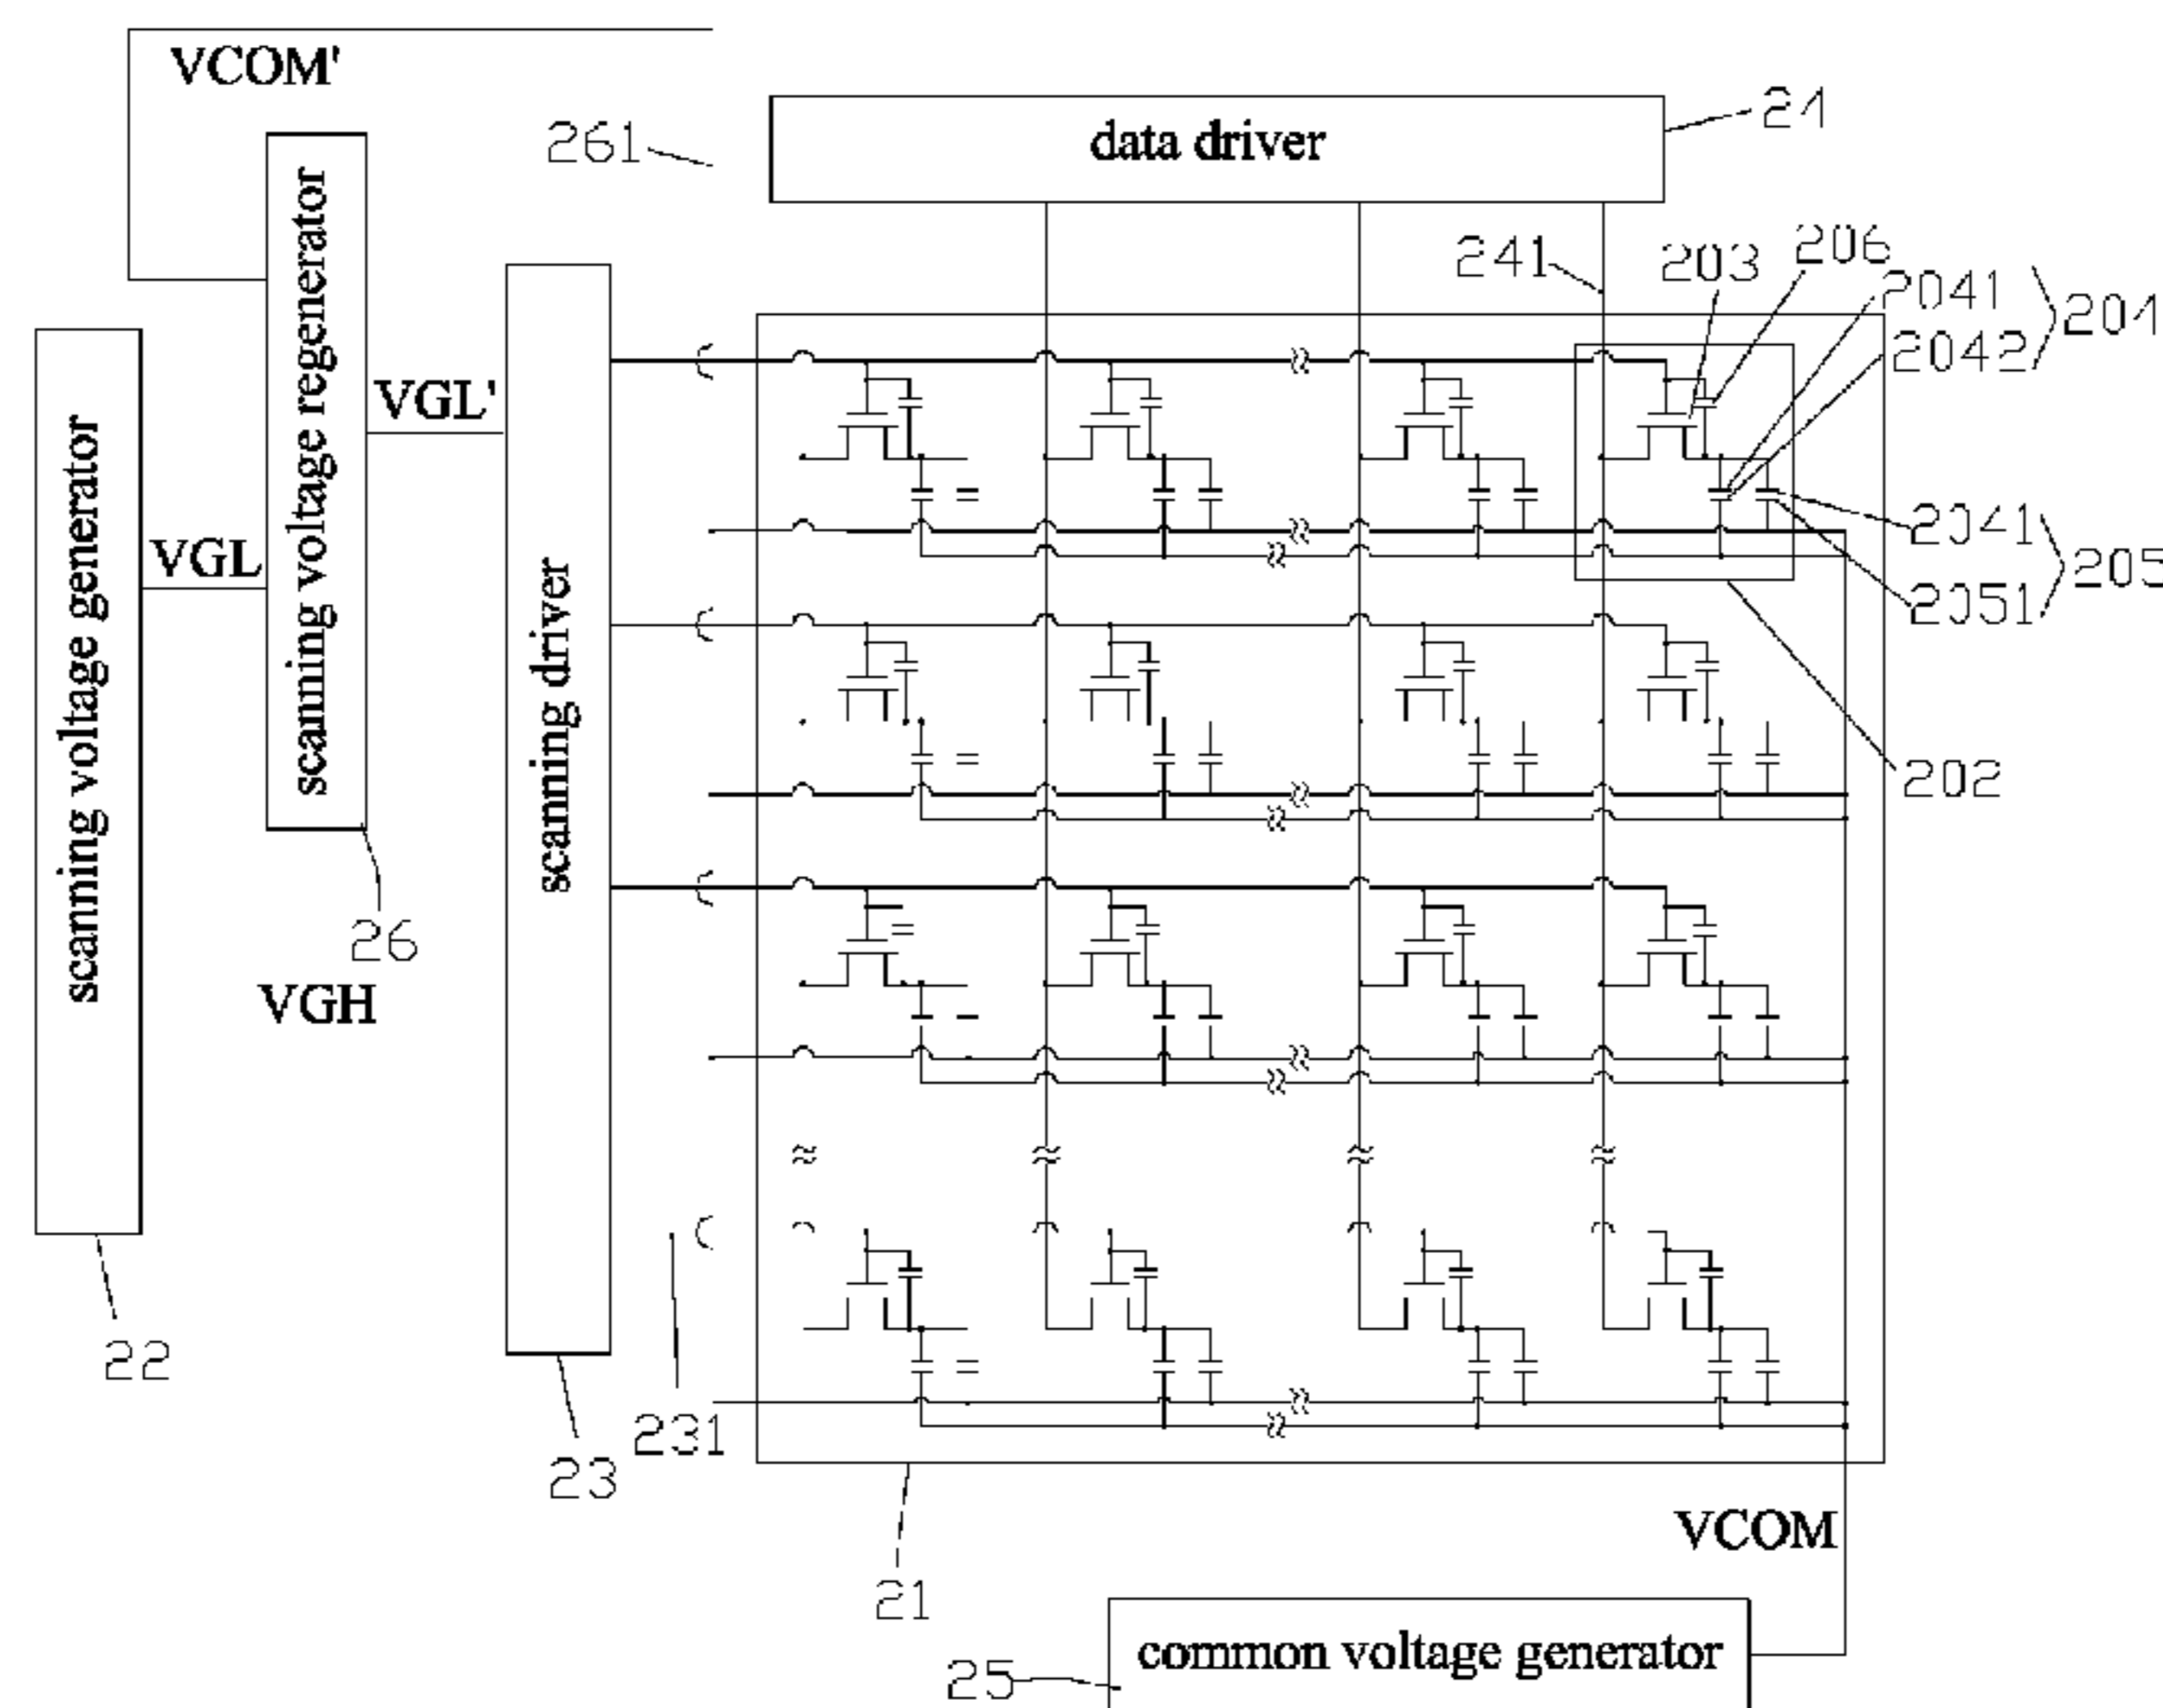 VCOM'
24
261
data driver
206
241
203
2041
204
2042
scanning voltage regenerator
VGL'
scanning voltage generator
2041
VGL
205
scanning driver
2051
202
26
VGH
22
231
23
VCOM
21
common voltage generator
25